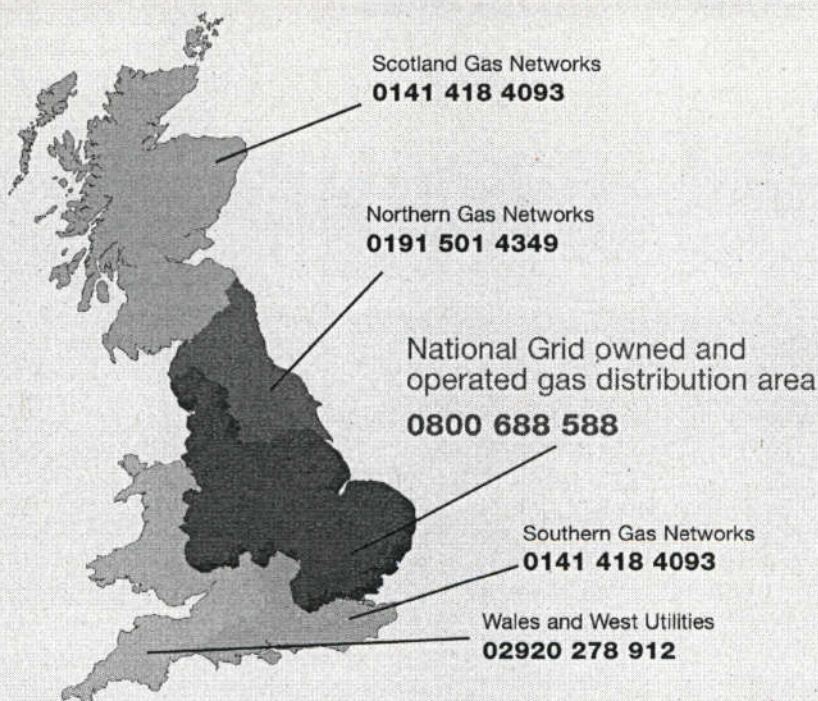 Scotland Gas Networks
0141 418 4093
Northern Gas Networks
0191 501 4349
National Grid owned and
operated gas distribution area
0800 688 588
Southern Gas Networks
0141 418 4093
Wales and West Utilities
02920 278 912